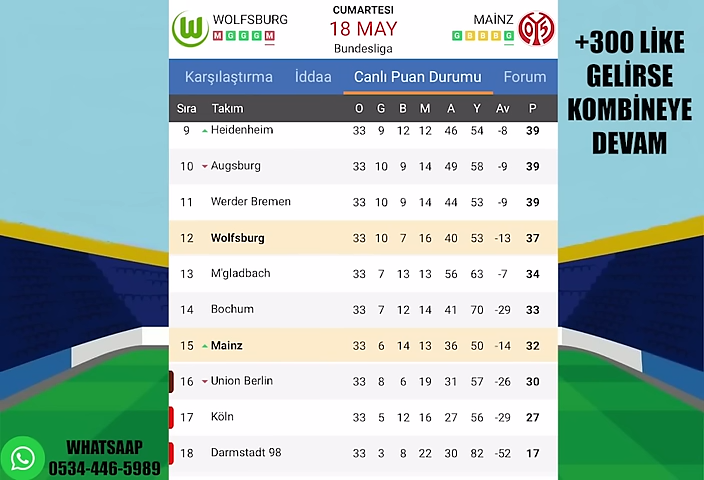 WOLFSBURG
M G G G M
CUMARTESİ
18 MAY
Bundesliga
MAİNZ
G B B B G
+300 LİKE
GELİRSE
KOMBİNEYE
DEVAM
Karşılaştırma İddaa Canlı Puan Durumu Forum
Sıra Takım O G B M A Y Av P
9 Heidenheim 33 9 12 12 46 54 -8 39
10 Augsburg 33 10 9 14 49 58 -9 39
11 Werder Bremen 33 10 9 14 44 53 -9 39
12 Wolfsburg 33 10 7 16 40 53 -13 37
13 M'gladbach 33 7 13 13 56 63 -7 34
14 Bochum 33 7 12 14 41 70 -29 33
15 Mainz 33 6 14 13 36 50 -14 32
16 Union Berlin 33 8 6 19 31 57 -26 30
17 Köln 33 5 12 16 27 56 -29 27
18 Darmstadt 98 33 3 8 22 30 82 -52 17
WHATSAAP
0534-446-5989